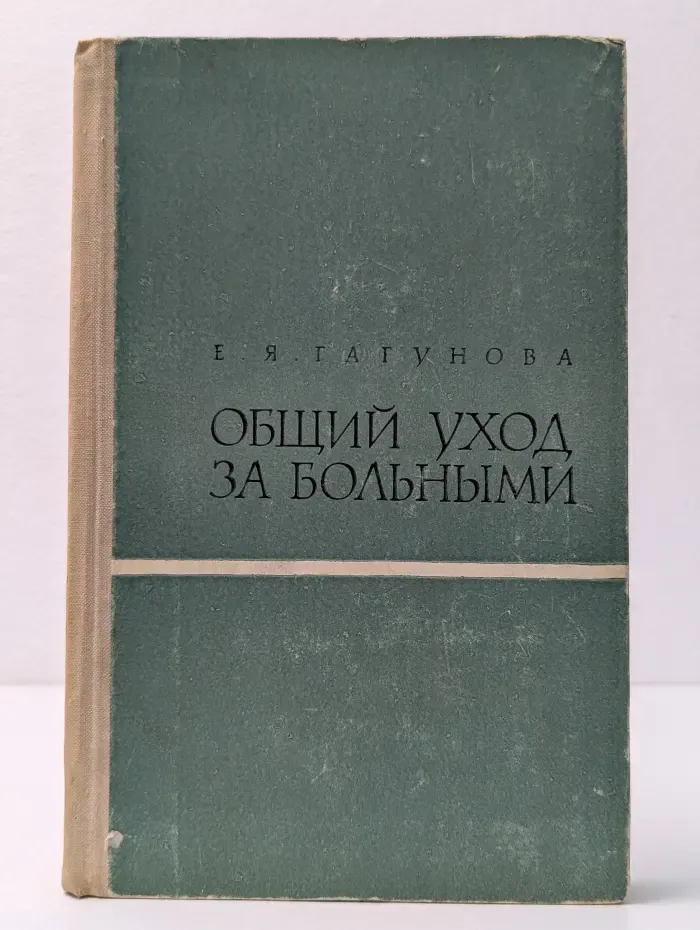 Е. Я. ГАГУНОВА
ОБЩИЙ УХОД
ЗА БОЛЬНЫМИ